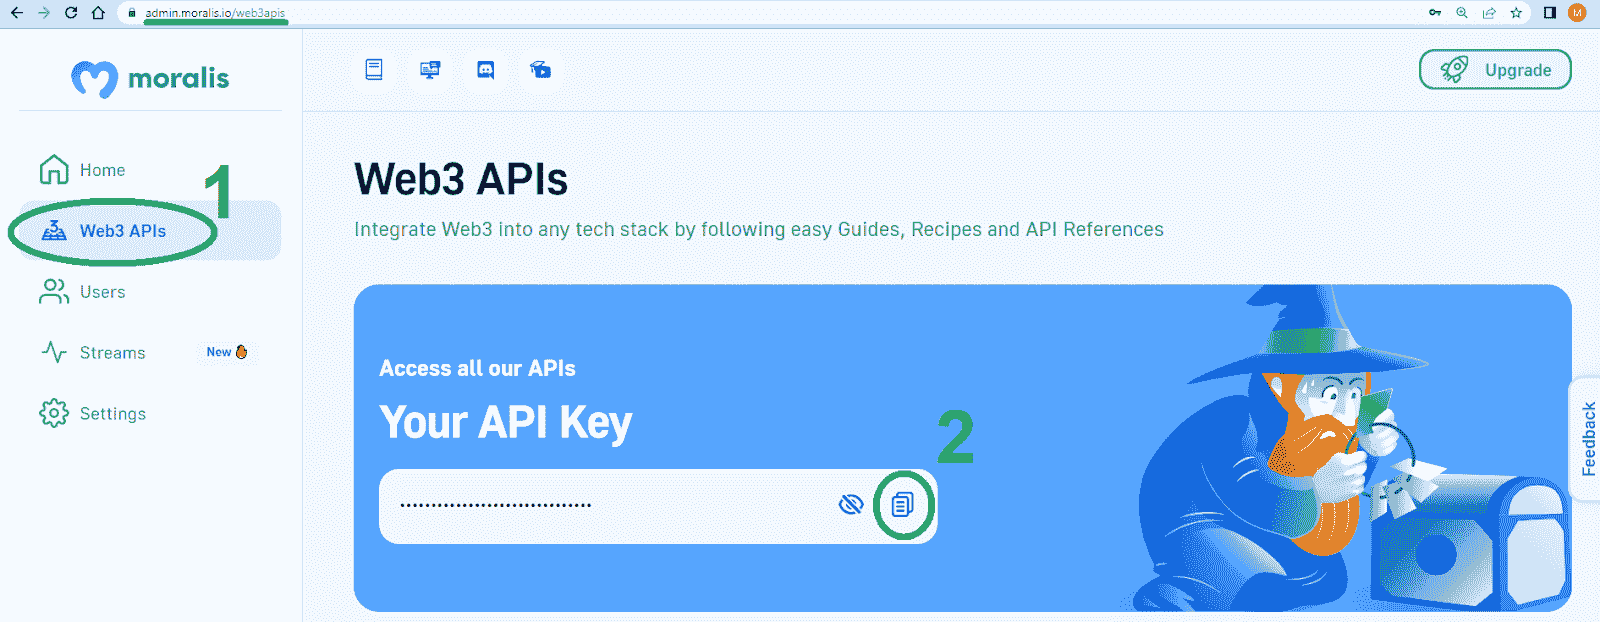 admin.moralis.io/web3apis
M
moralis
Upgrade
Home
1
Web3 APIs
Users
Streams
New
Settings
Web3 APIs
Integrate Web3 into any tech stack by following easy Guides, Recipes and API References
Access all our APIs
Your API Key
2
Feedback